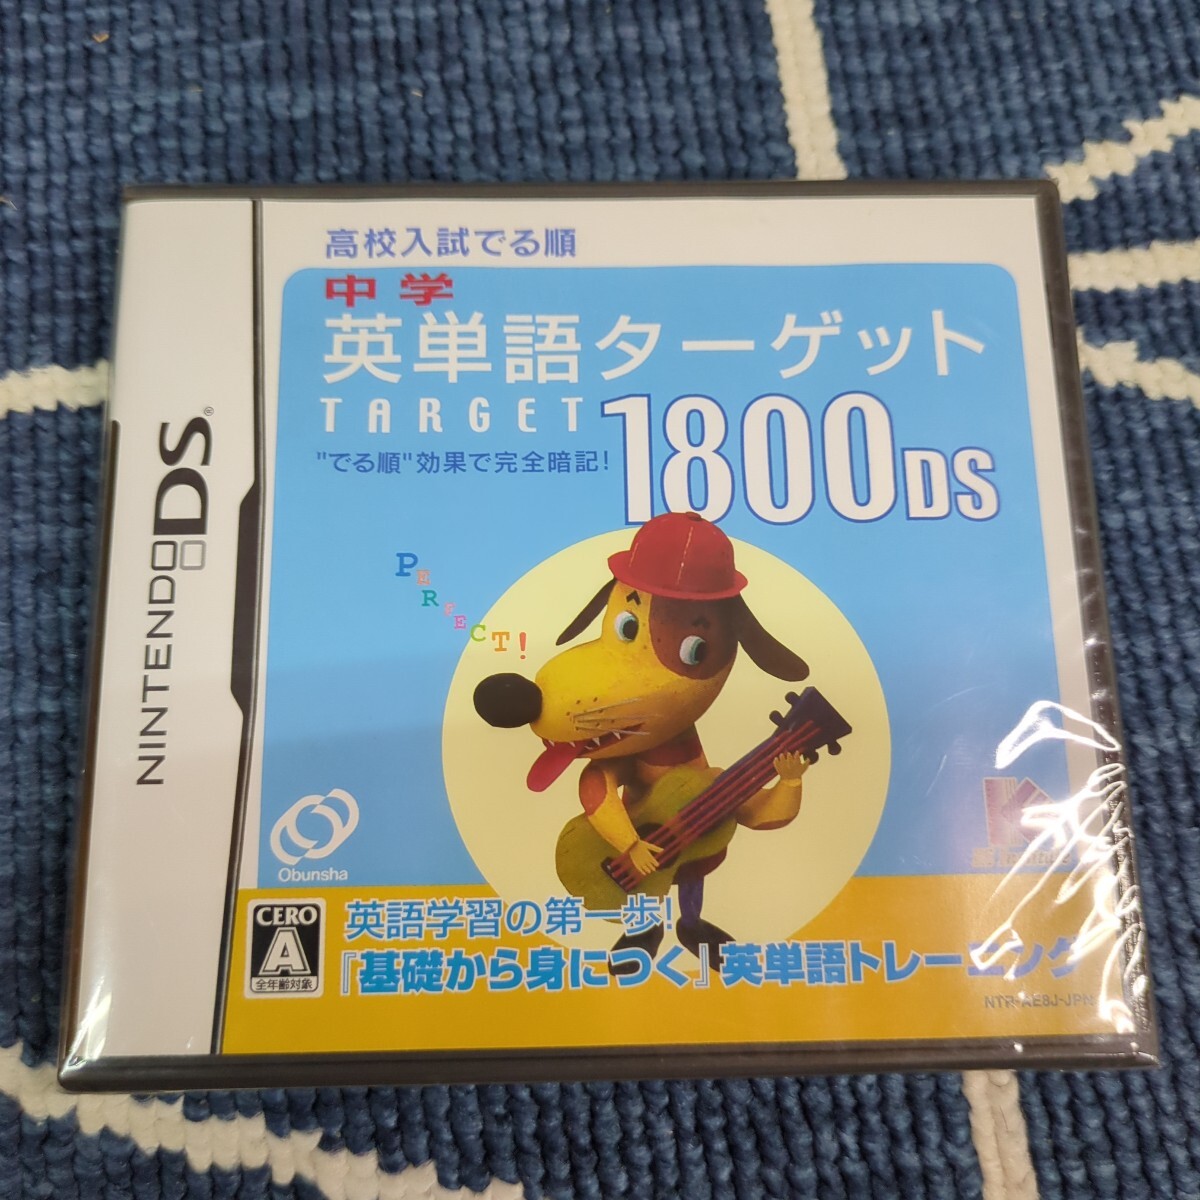 高校入試でる順
中学
英単語ターゲット
TARGET
1800DS
"でる順"効果で完全暗記!
PERFECT!
NINTENDO DS®
Obunsha
CERO
A
全年齢対象
英語学習の第一歩!
『基礎から身につく』英単語トレーニング
NTR-AE8J-JPN